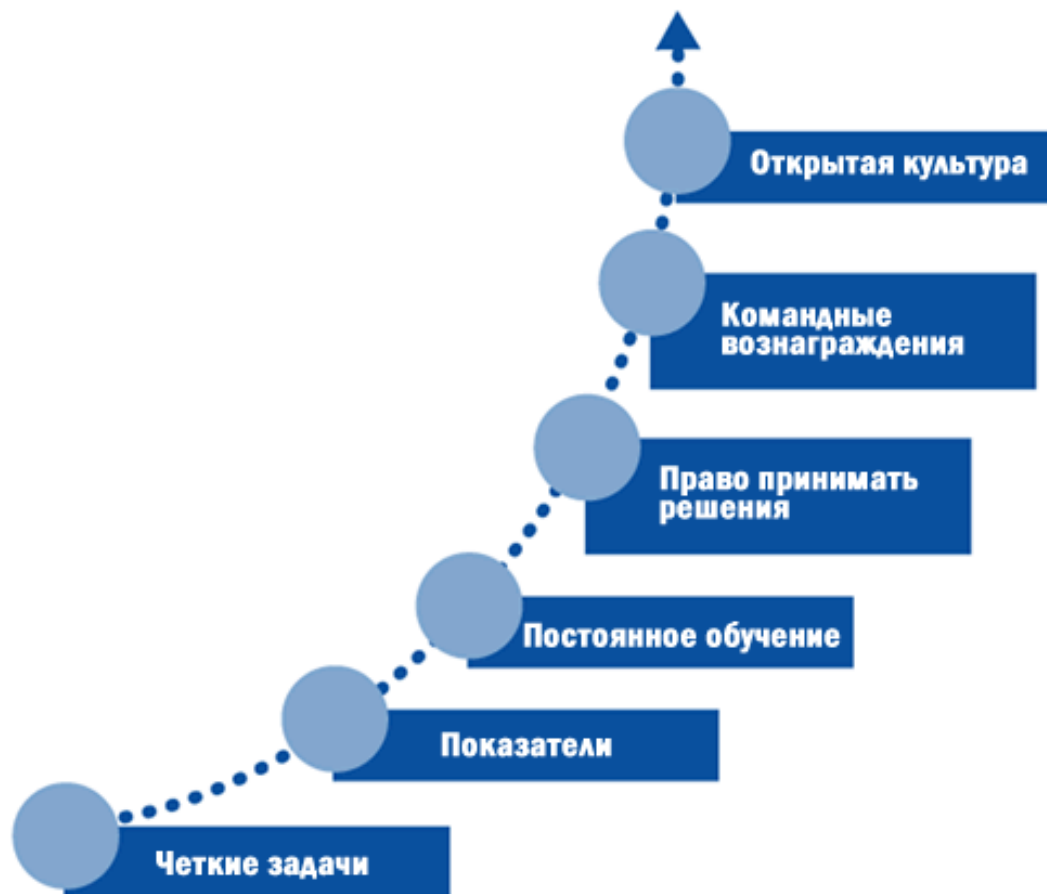 Открытая культура
Командные
вознаграждения
Право принимать
решения
Постоянное обучение
Показатели
Четкие задачи